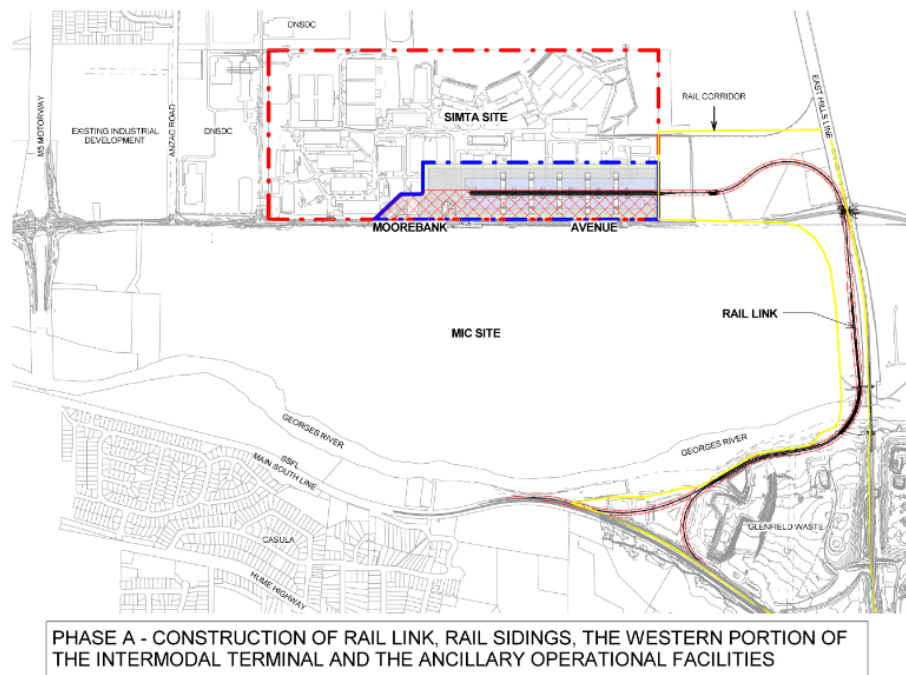 DNSDC
M5 MOTORWAY
EXISTING INDUSTRIAL
DEVELOPMENT
ANZAC ROAD
DNSDC
SIMTA SITE
RAIL CORRIDOR
EAST HILLS LINE
MOOREBANK
AVENUE
MIC SITE
RAIL LINK
GEORGES RIVER
GEORGES RIVER
SSFL
MAIN SOUTH LINE
CASULA
HUME HIGHWAY
GLENFIELD WASTE
PHASE A - CONSTRUCTION OF RAIL LINK, RAIL SIDINGS, THE WESTERN PORTION OF
THE INTERMODAL TERMINAL AND THE ANCILLARY OPERATIONAL FACILITIES